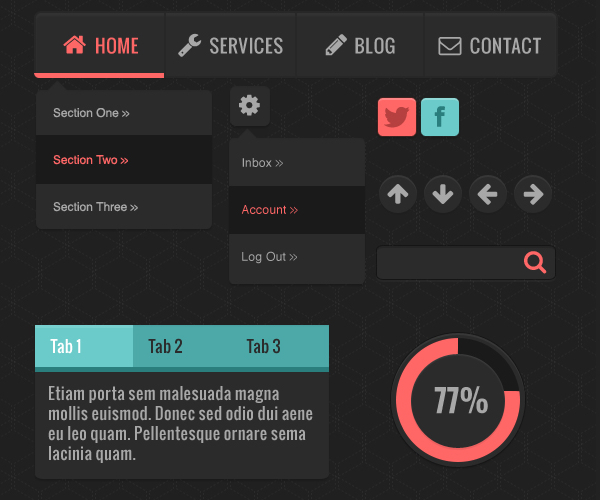 HOME SERVICES BLOG CONTACT
Section One »
Section Two »
Section Three »
Inbox »
Account »
Log Out »
f
Tab 1 Tab 2 Tab 3
Etiam porta sem malesuada magna
mollis euismod. Donec sed odio dui aene
eu leo quam. Pellentesque ornare sema
lacinia quam.
77%